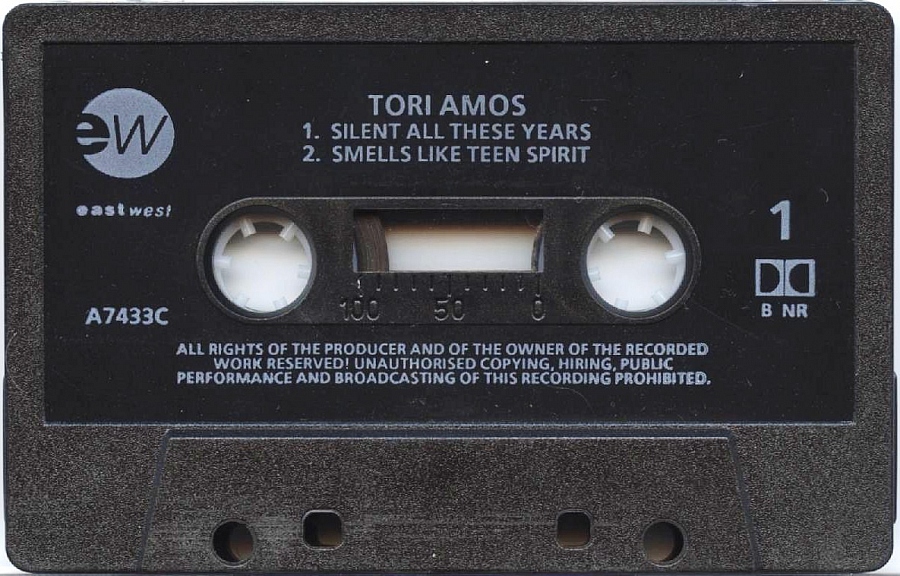 TORI AMOS
1. SILENT ALL THESE YEARS
2. SMELLS LIKE TEEN SPIRIT
ew
eastwest
1
B NR
A7433C
100 50 0
ALL RIGHTS OF THE PRODUCER AND OF THE OWNER OF THE RECORDED
WORK RESERVED! UNAUTHORISED COPYING, HIRING, PUBLIC
PERFORMANCE AND BROADCASTING OF THIS RECORDING PROHIBITED.